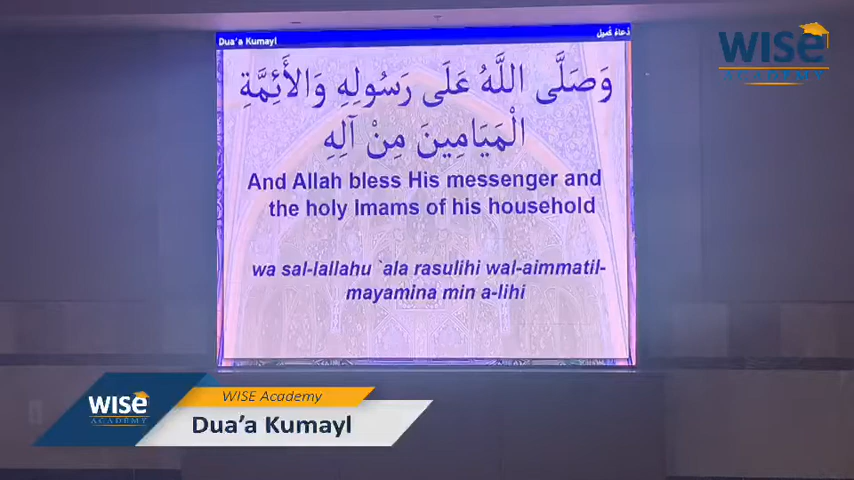 Dua'a Kumayl
دُعَاءُ كُمَيل
WISE
ACADEMY
وَصَلَّى اللَّهُ عَلَى رَسُولِهِ وَالأَئِمَّةِ
الْمَيَامِينَ مِنْ آلِهِ
And Allah bless His messenger and
the holy Imams of his household
wa sal-lallahu `ala rasulihi wal-aimmatil-
mayamina min a-lihi
WISE
ACADEMY
WISE Academy
Dua'a Kumayl